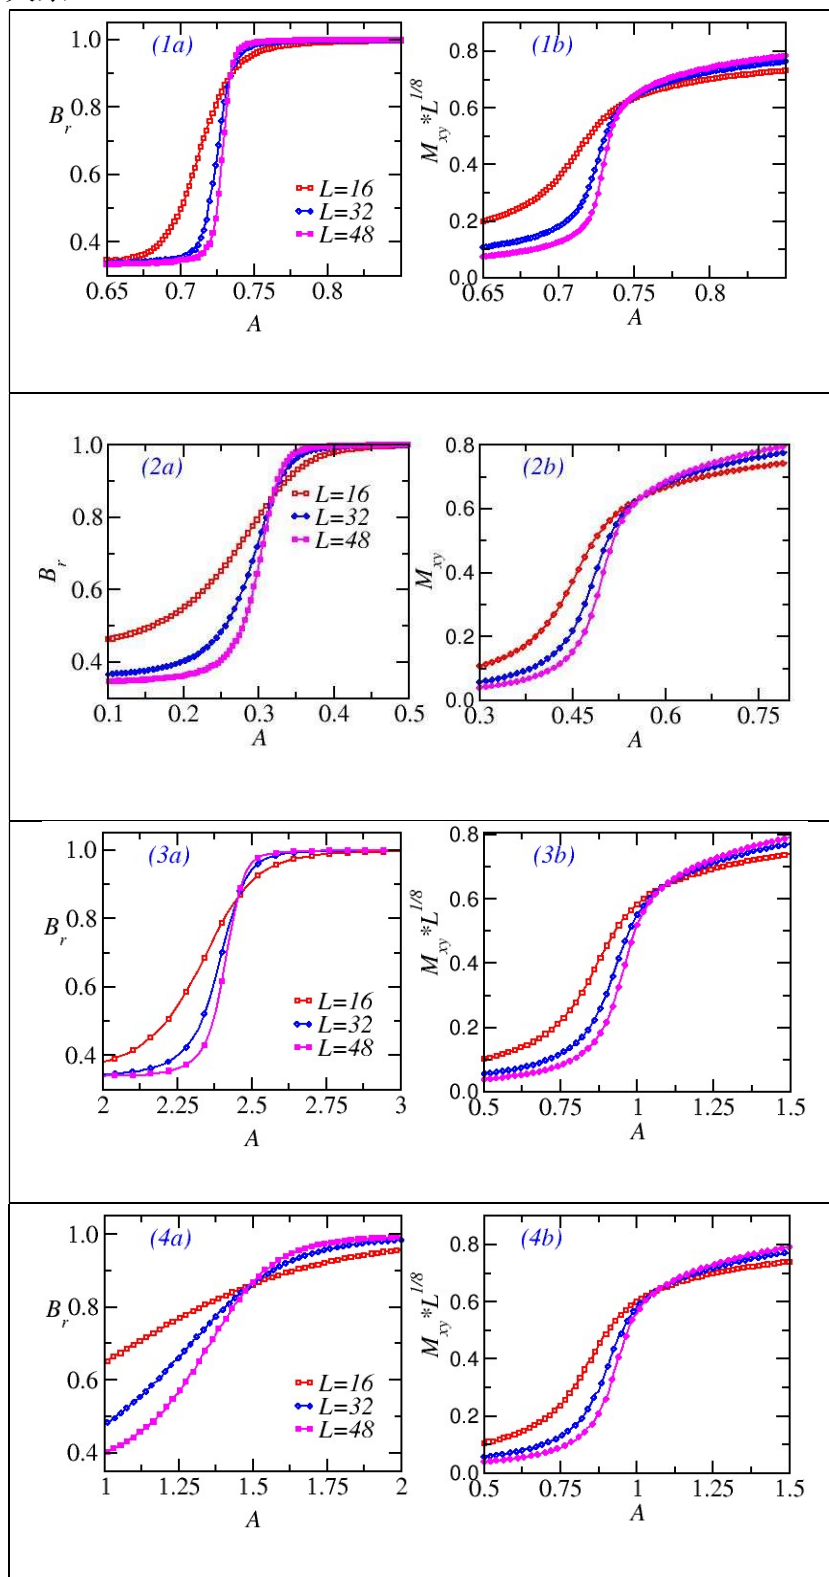 (1a)
1.0
0.8
0.6
0.4
B_r
L=16
L=32
L=48
0.65 0.7 0.75 0.8
A
(1b)
0.8
0.6
0.4
0.2
0.0
M_xy*L^1/8
0.65 0.7 0.75 0.8
A
(2a)
1.0
0.8
0.6
0.4
B_r
L=16
L=32
L=48
0.1 0.2 0.3 0.4 0.5
A
(2b)
0.8
0.6
0.4
0.2
0.0
M_xy
0.3 0.45 0.6 0.75
A
(3a)
1.0
0.8
0.6
0.4
B_r
L=16
L=32
L=48
2 2.25 2.5 2.75 3
A
(3b)
0.8
0.6
0.4
0.2
0.0
M_xy*L^1/8
0.5 0.75 1 1.25 1.5
A
(4a)
1.0
0.8
0.6
0.4
B_r
L=16
L=32
L=48
1 1.25 1.5 1.75 2
A
(4b)
0.8
0.6
0.4
0.2
0.0
M_xy*L^1/8
0.5 0.75 1 1.25 1.5
A